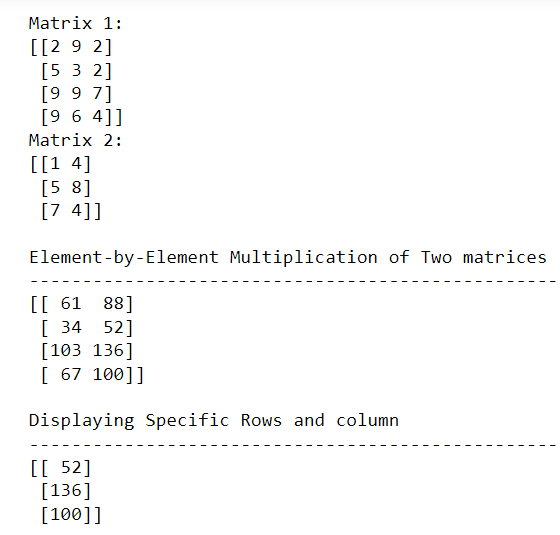 Matrix 1:
[[2 9 2]
 [5 3 2]
 [9 9 7]
 [9 6 4]]
Matrix 2:
[[1 4]
 [5 8]
 [7 4]]

Element-by-Element Multiplication of Two matrices
--------------------------------------------------
[[ 61  88]
 [ 34  52]
 [103 136]
 [ 67 100]]

Displaying Specific Rows and column
--------------------------------------------------
[[ 52]
 [136]
 [100]]